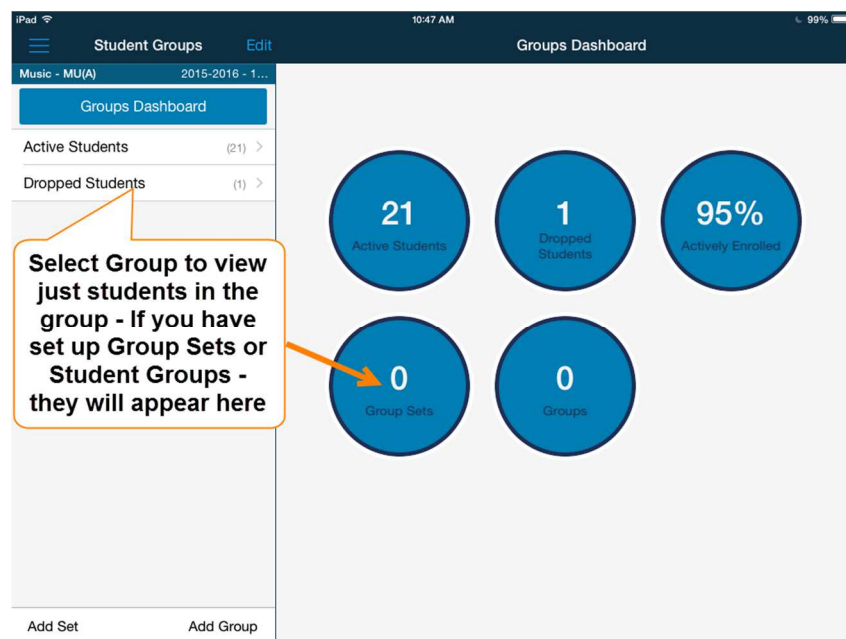 iPad 10:47 AM 99%
Student Groups Edit Groups Dashboard
Music - MU(A) 2015-2016 - 1...
Groups Dashboard
Active Students (21) >
Dropped Students (1) >
Select Group to view
just students in the
group - If you have
set up Group Sets or
Student Groups -
they will appear here
21
Active Students
1
Dropped
Students
95%
Actively Enrolled
0
Group Sets
0
Groups
Add Set Add Group